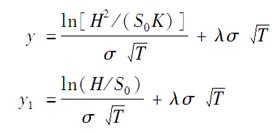 y = ln[H²/(S₀K)] / σ√T + λσ√T
y₁ = ln(H/S₀) / σ√T + λσ√T